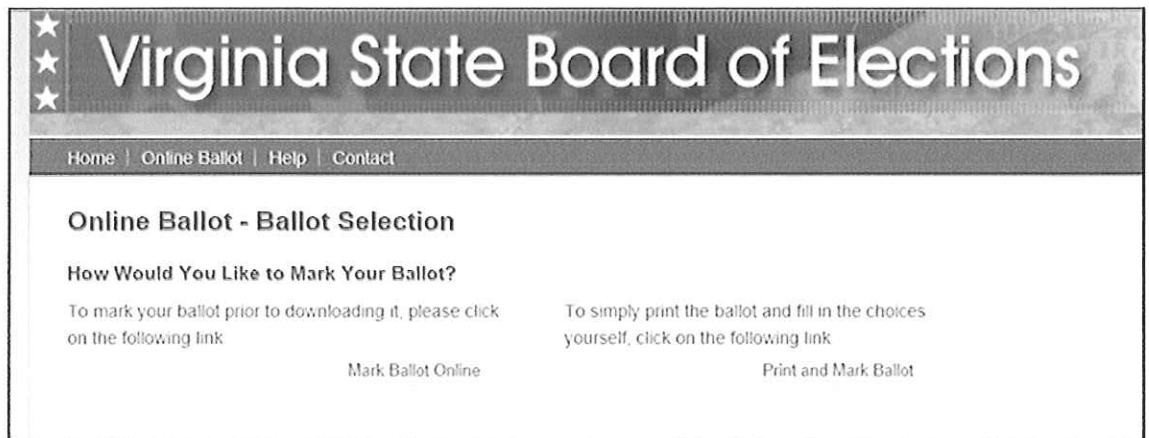 Virginia State Board of Elections
Home | Online Ballot | Help | Contact
Online Ballot - Ballot Selection
How Would You Like to Mark Your Ballot?
To mark your ballot prior to downloading it, please click
on the following link
Mark Ballot Online
To simply print the ballot and fill in the choices
yourself, click on the following link
Print and Mark Ballot